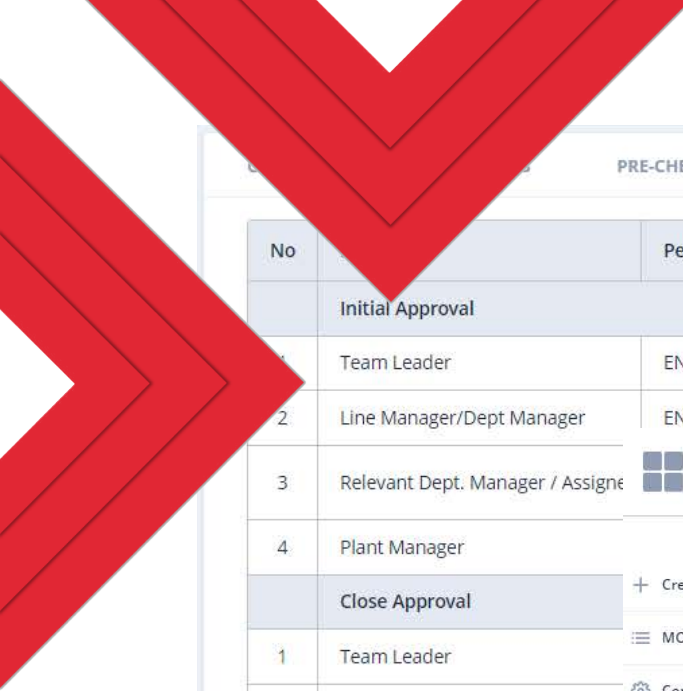 PRE-CHE
No Pe
Initial Approval
Team Leader EN
2 Line Manager/Dept Manager EN
3 Relevant Dept. Manager / Assigne
4 Plant Manager
+ Cre
Close Approval
MO
1 Team Leader